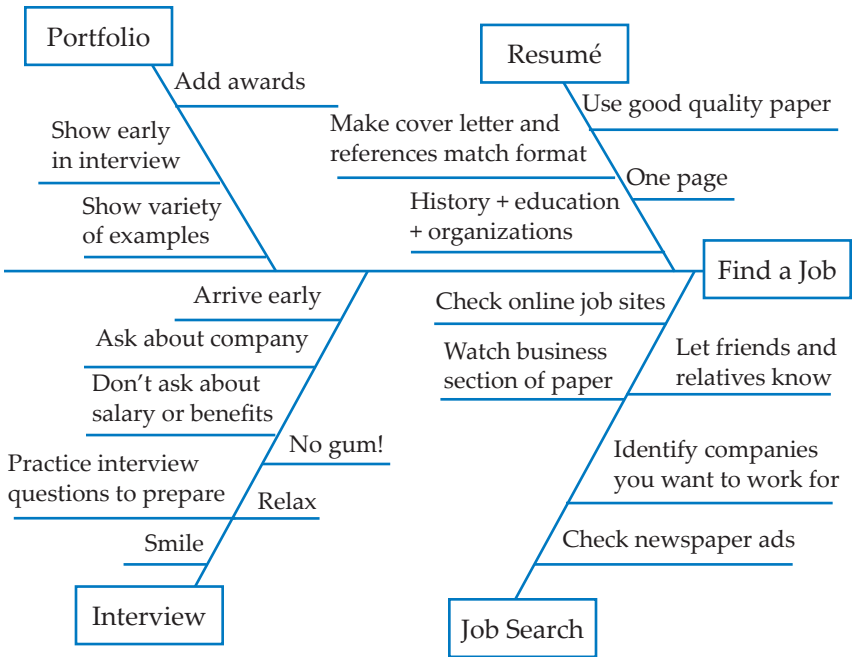 Portfolio
Add awards
Show early
in interview
Show variety
of examples
Resumé
Use good quality paper
Make cover letter and
references match format
One page
History + education
+ organizations
Find a Job
Arrive early
Ask about company
Don’t ask about
salary or benefits
No gum!
Practice interview
questions to prepare
Relax
Smile
Interview
Check online job sites
Watch business
section of paper
Let friends and
relatives know
Identify companies
you want to work for
Check newspaper ads
Job Search